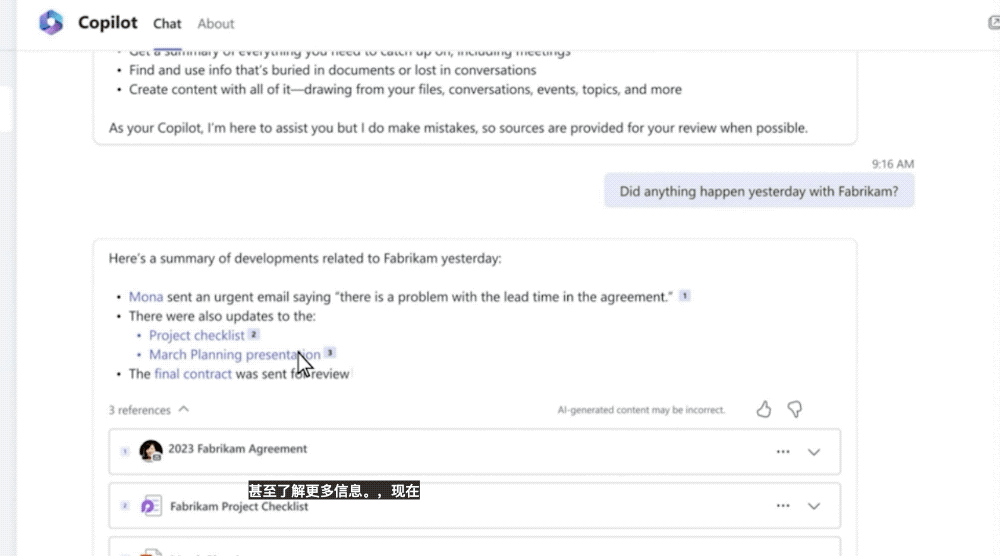 Copilot Chat About
• Get a summary of everything you need to catch up on, including meetings
• Find and use info that's buried in documents or lost in conversations
• Create content with all of it—drawing from your files, conversations, events, topics, and more
As your Copilot, I'm here to assist you but I do make mistakes, so sources are provided for your review when possible.
9:16 AM
Did anything happen yesterday with Fabrikam?
Here's a summary of developments related to Fabrikam yesterday:
• Mona sent an urgent email saying “there is a problem with the lead time in the agreement.” 1
• There were also updates to the:
• Project checklist 2
• March Planning presentation 3
• The final contract was sent for review
3 references
AI-generated content may be incorrect.
1 2023 Fabrikam Agreement
甚至了解更多信息。，现在
2 Fabrikam Project Checklist